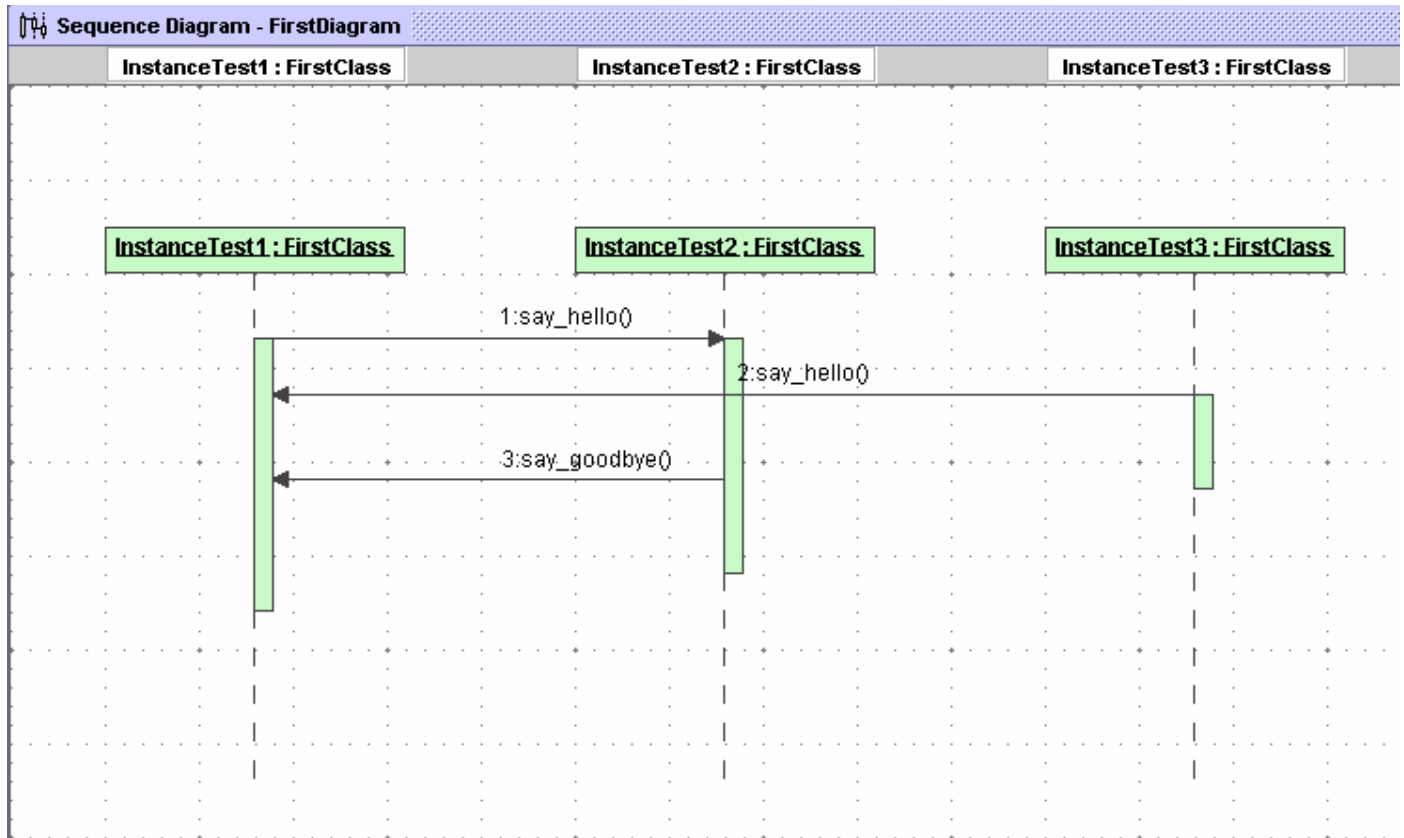 Sequence Diagram - FirstDiagram
InstanceTest1 : FirstClass
InstanceTest2 : FirstClass
InstanceTest3 : FirstClass
InstanceTest1 : FirstClass
InstanceTest2 : FirstClass
InstanceTest3 : FirstClass
1:say_hello()
2:say_hello()
3:say_goodbye()